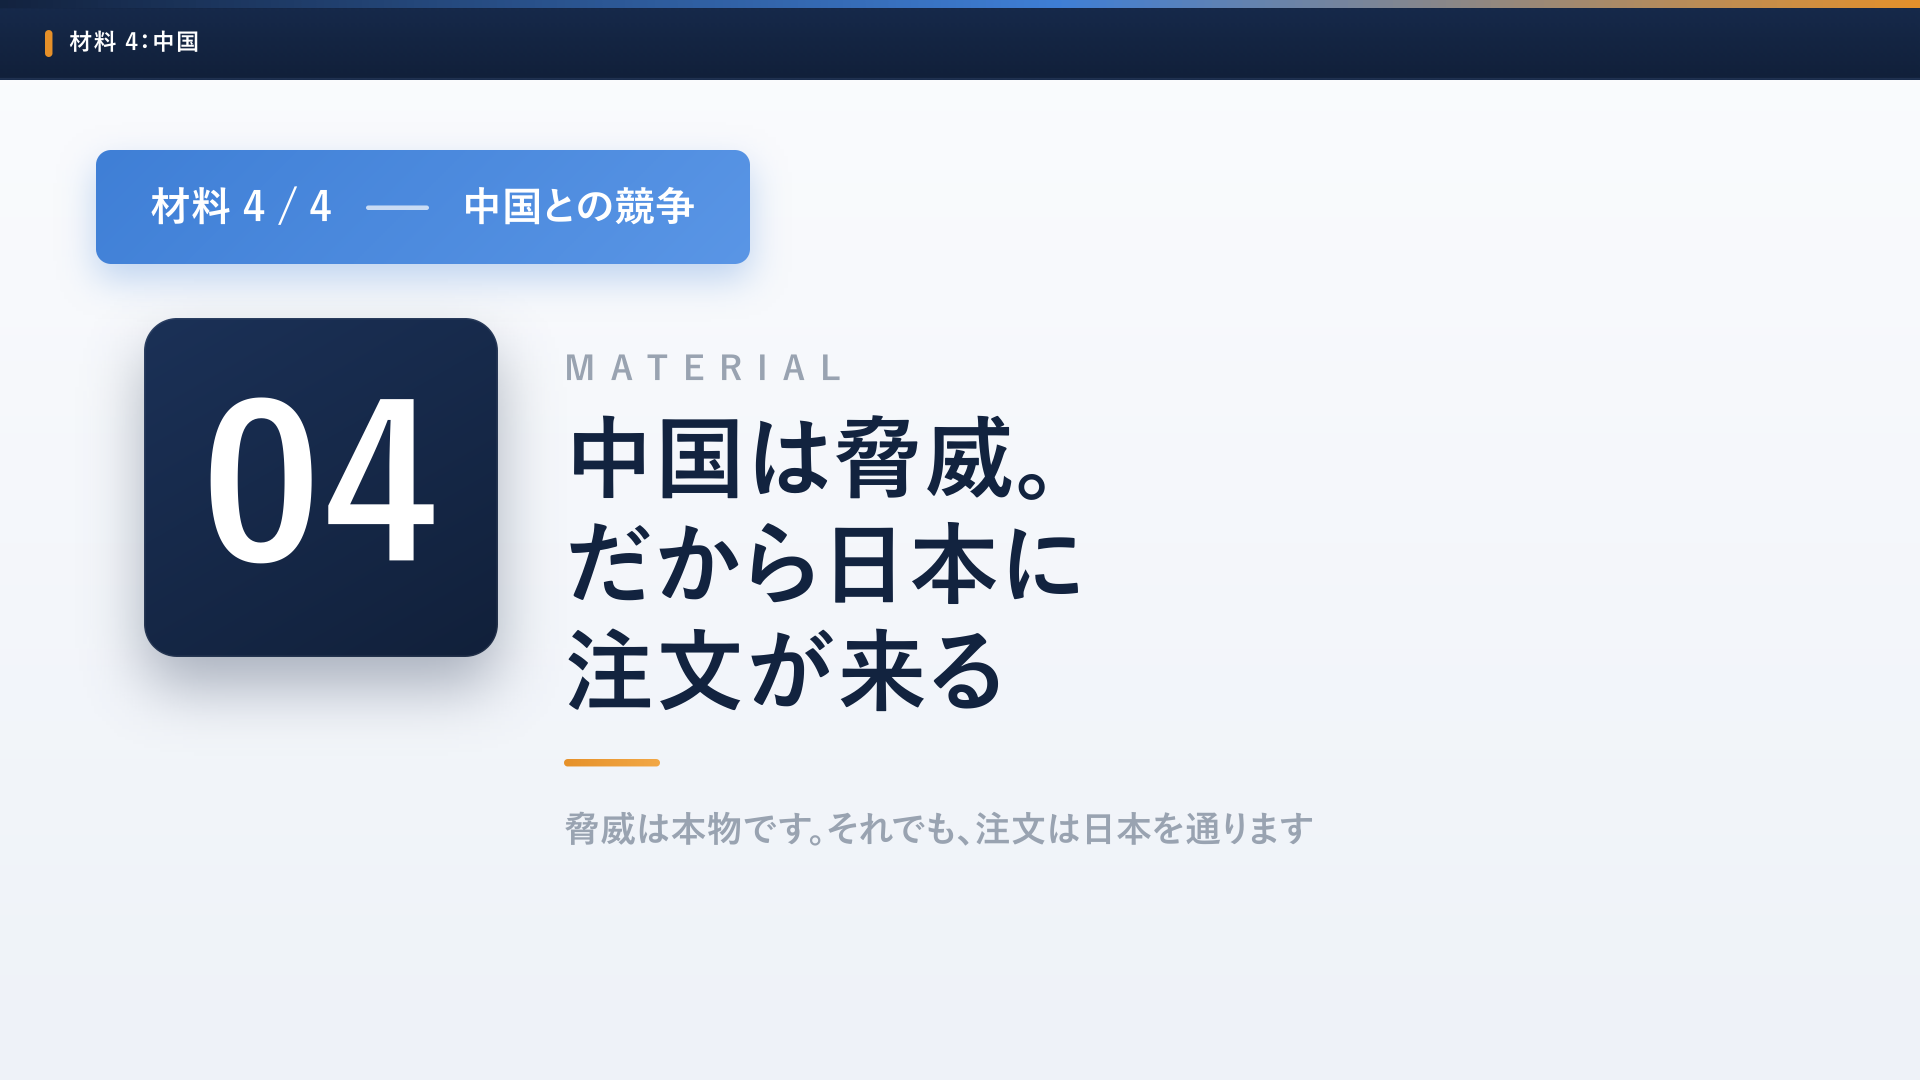 材料 4：中国
材料 4 / 4 — 中国との競争
04
MATERIAL
中国は脅威。
だから日本に
注文が来る
脅威は本物です。それでも、注文は日本を通ります